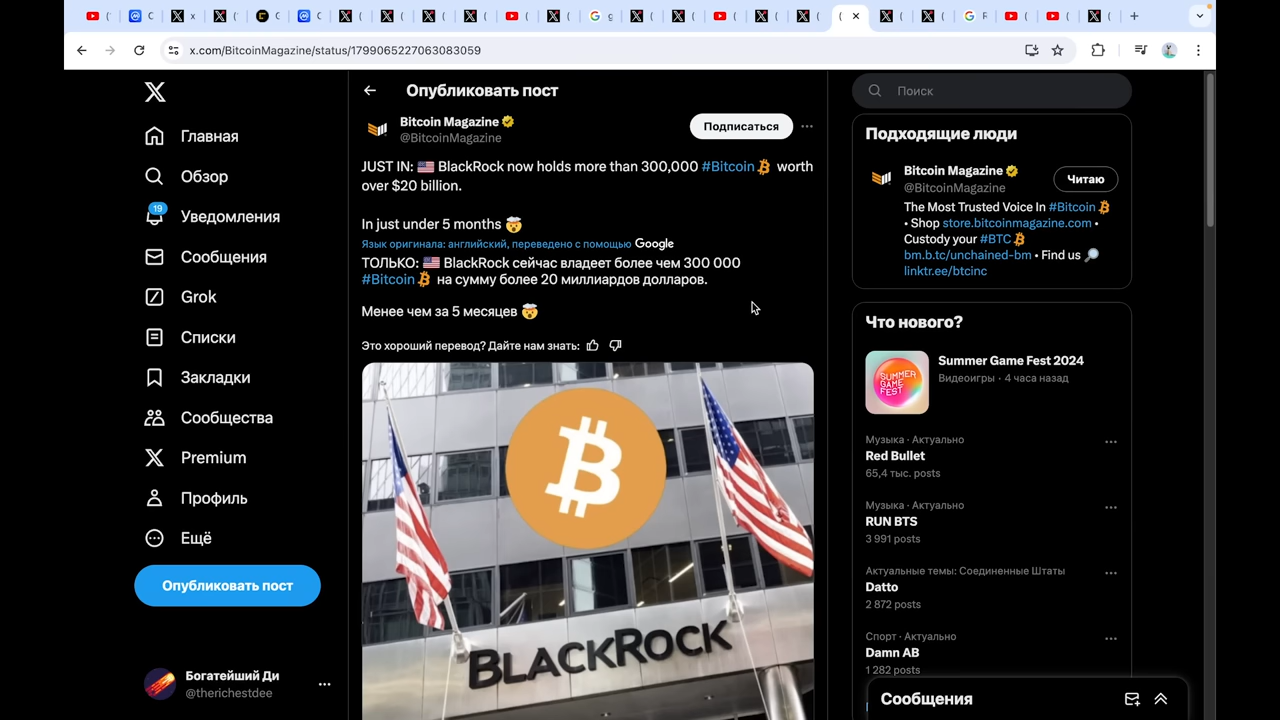 x.com/BitcoinMagazine/status/1799065227063083059
Опубликовать пост
Bitcoin Magazine
@BitcoinMagazine
Подписаться
JUST IN: 🇺🇸 BlackRock now holds more than 300,000 #Bitcoin worth
over $20 billion.
In just under 5 months 🤯
Язык оригинала: английский, переведено с помощью Google
ТОЛЬКО: 🇺🇸 BlackRock сейчас владеет более чем 300 000
#Bitcoin на сумму более 20 миллиардов долларов.
Менее чем за 5 месяцев 🤯
Это хороший перевод? Дайте нам знать:
BLACKROCK
Главная
Обзор
19
Уведомления
Сообщения
Grok
Списки
Закладки
Сообщества
Premium
Профиль
Ещё
Опубликовать пост
Богатейший Ди
@therichestdee
Поиск
Подходящие люди
Bitcoin Magazine
@BitcoinMagazine
Читаю
The Most Trusted Voice In #Bitcoin
• Shop store.bitcoinmagazine.com •
Custody your #BTC
bm.b.tc/unchained-bm • Find us 🔎
linktr.ee/btcinc
Что нового?
SUMMER
GAME
FEST
Summer Game Fest 2024
Видеоигры · 4 часа назад
Музыка · Актуально
Red Bullet
65,4 тыс. posts
Музыка · Актуально
RUN BTS
3 991 posts
Актуальные темы: Соединенные Штаты
Datto
2 872 posts
Спорт · Актуально
Damn AB
1 282 posts
Сообщения